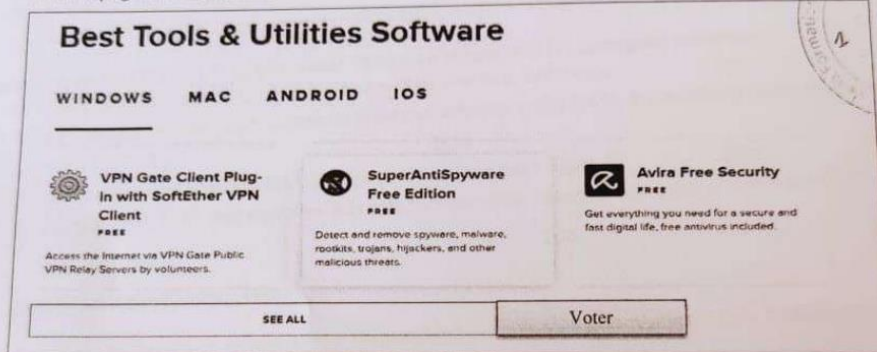 Best Tools & Utilities Software
WINDOWS MAC ANDROID IOS
VPN Gate Client Plug-
in with SoftEther VPN
Client
FREE
Access the Internet via VPN Gate Public
VPN Relay Servers by volunteers.
SuperAntiSpyware
Free Edition
FREE
Detect and remove spyware, malware,
rootkits, trojans, hijackers, and other
malicious threats.
Avira Free Security
FREE
Get everything you need for a secure and
fast digital life, free antivirus included.
SEE ALL
Voter